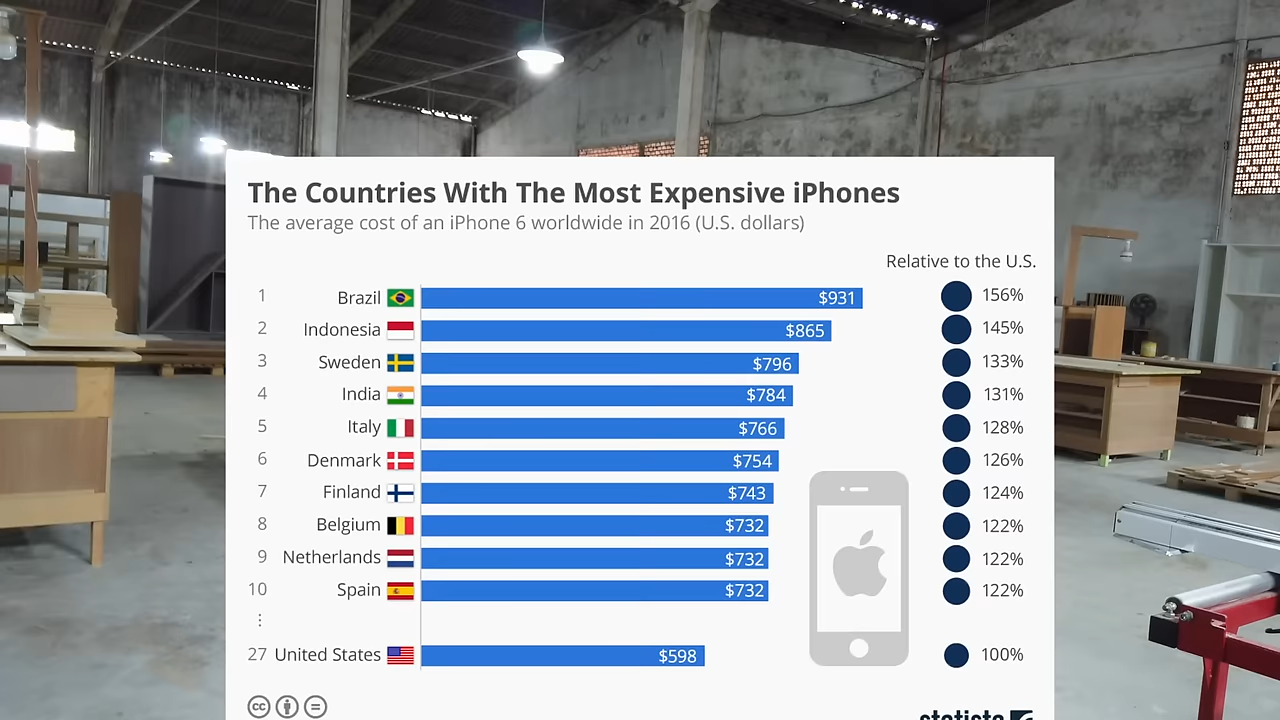 The Countries With The Most Expensive iPhones
The average cost of an iPhone 6 worldwide in 2016 (U.S. dollars)
Relative to the U.S.
1 Brazil $931 156%
2 Indonesia $865 145%
3 Sweden $796 133%
4 India $784 131%
5 Italy $766 128%
6 Denmark $754 126%
7 Finland $743 124%
8 Belgium $732 122%
9 Netherlands $732 122%
10 Spain $732 122%
⋮
27 United States $598 100%
cc
statista